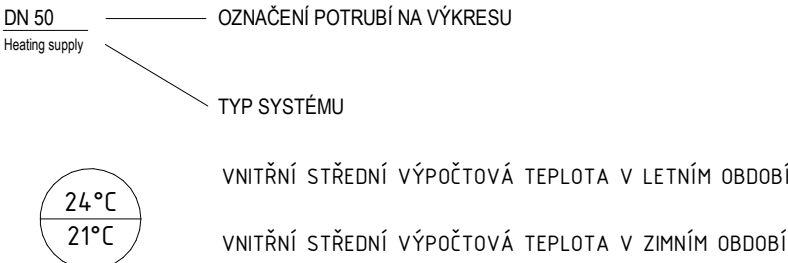 DN 50
OZNAČENÍ POTRUBÍ NA VÝKRESU
Heating supply
TYP SYSTÉMU
VNITŘNÍ STŘEDNÍ VÝPOČTOVÁ TEPLOTA V LETNÍM OBDOBÍ
24°C
21°C
VNITŘNÍ STŘEDNÍ VÝPOČTOVÁ TEPLOTA V ZIMNÍM OBDOBÍ